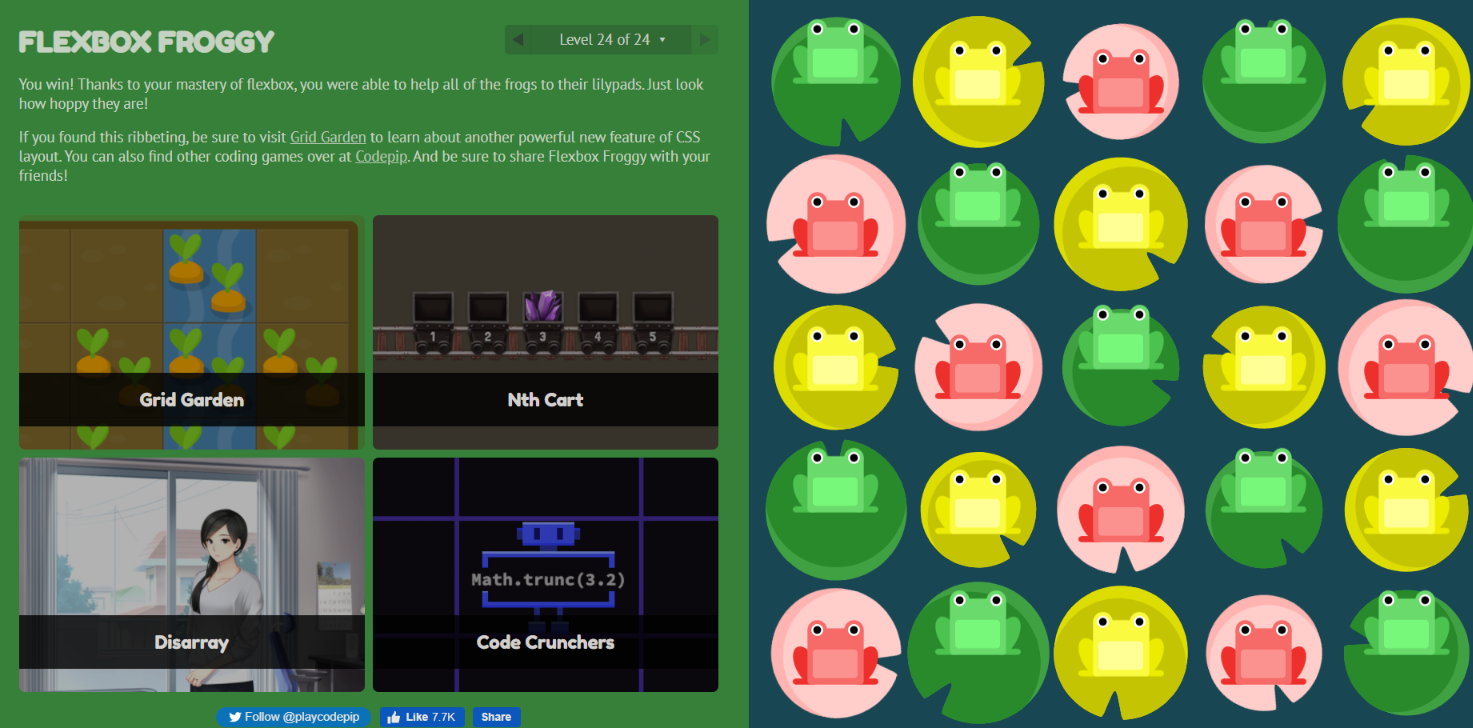 FLEXBOX FROGGY
Level 24 of 24
You win! Thanks to your mastery of flexbox, you were able to help all of the frogs to their lilypads. Just look
how hoppy they are!
If you found this ribbeting, be sure to visit Grid Garden to learn about another powerful new feature of CSS
layout. You can also find other coding games over at Codepip. And be sure to share Flexbox Froggy with your
friends!
1 2 3 4 5
Grid Garden
Nth Cart
Math.trunc(3.2)
Disarray
Code Crunchers
Follow @playcodepip
Like 7.7K
Share